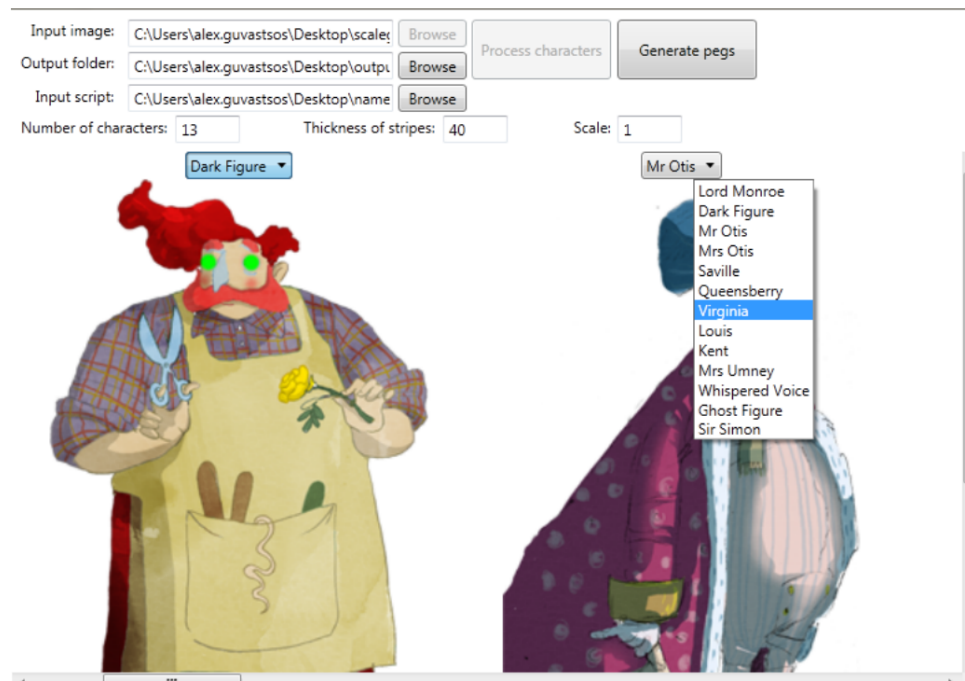 Input image: C:\Users\alex.guvastsos\Desktop\scaleg Browse
Process characters
Generate pegs
Output folder: C:\Users\alex.guvastsos\Desktop\outpu Browse
Input script: C:\Users\alex.guvastsos\Desktop\name Browse
Number of characters: 13 Thickness of stripes: 40 Scale: 1
Dark Figure
Mr Otis
Lord Monroe
Dark Figure
Mr Otis
Mrs Otis
Saville
Queensberry
Virginia
Louis
Kent
Mrs Umney
Whispered Voice
Ghost Figure
Sir Simon